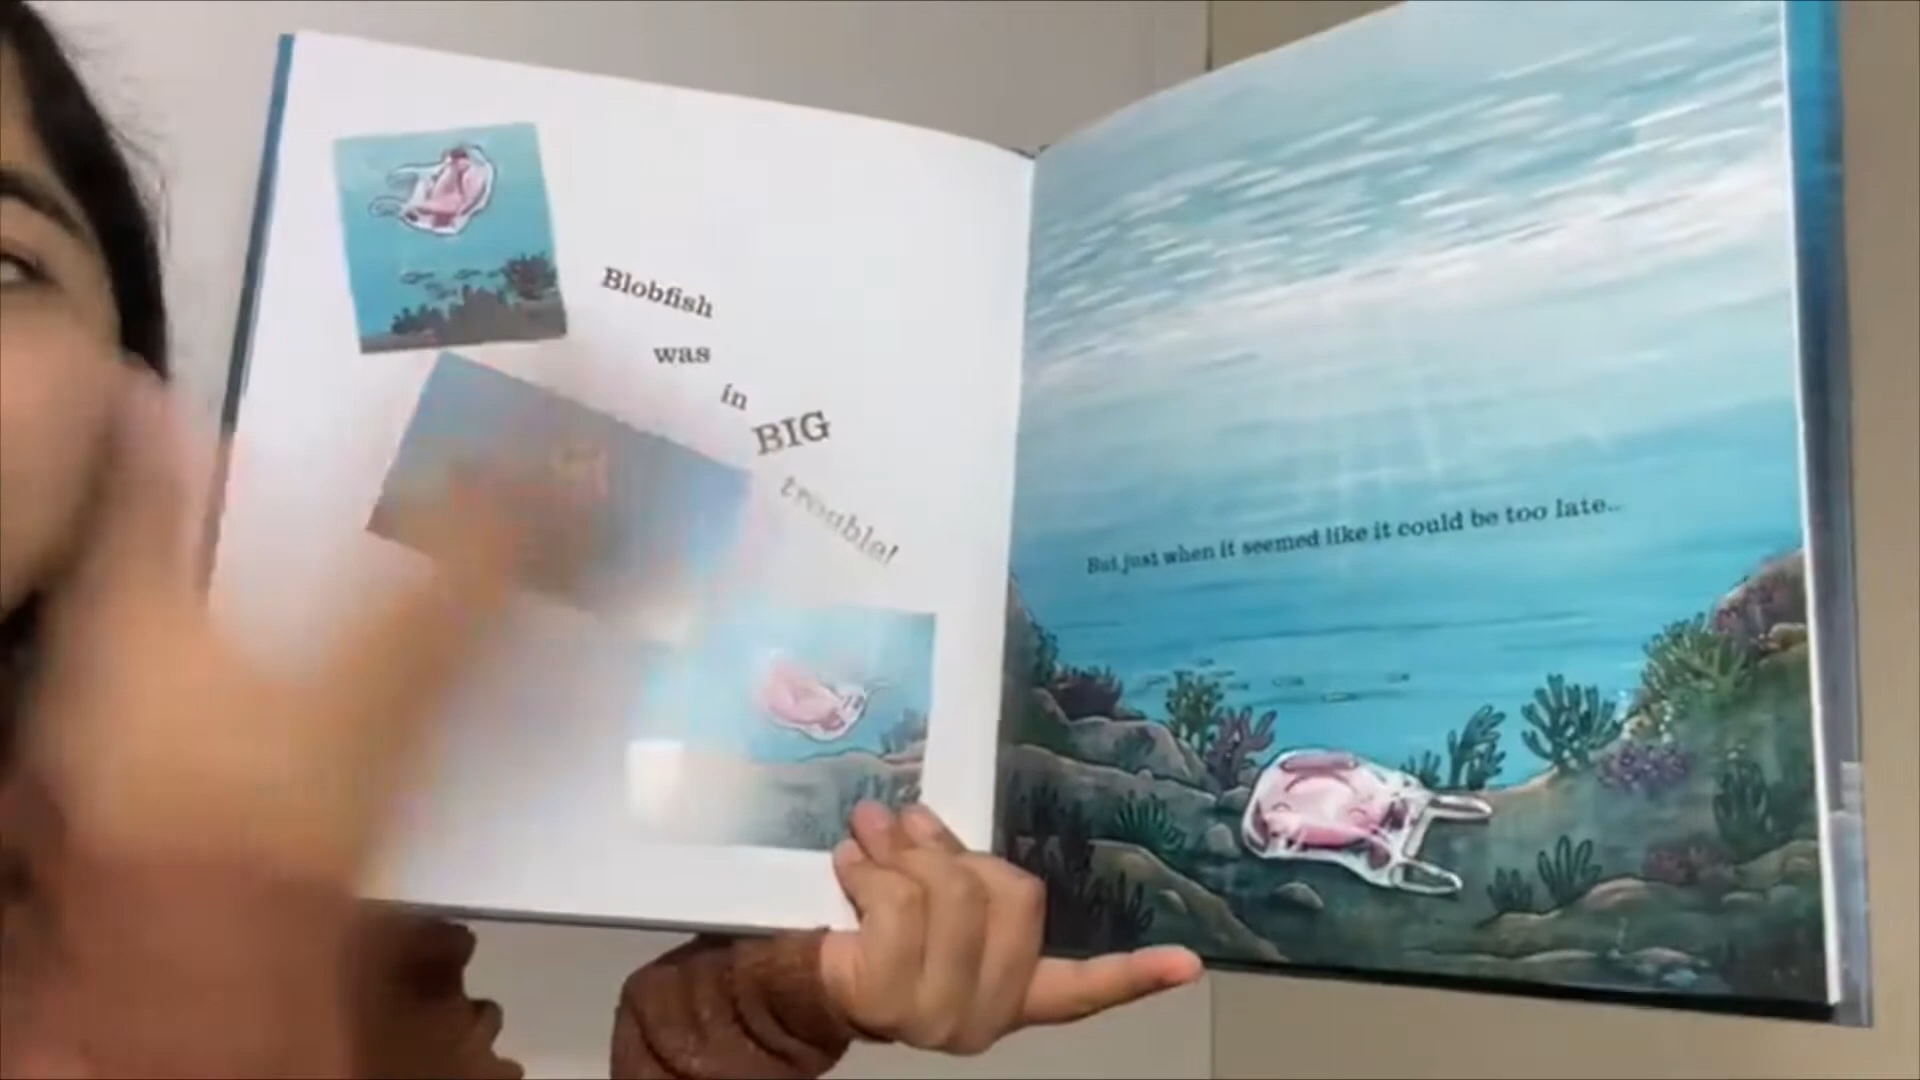 Blobfish
was
in
BIG
trouble!
But just when it seemed like it could be too late...